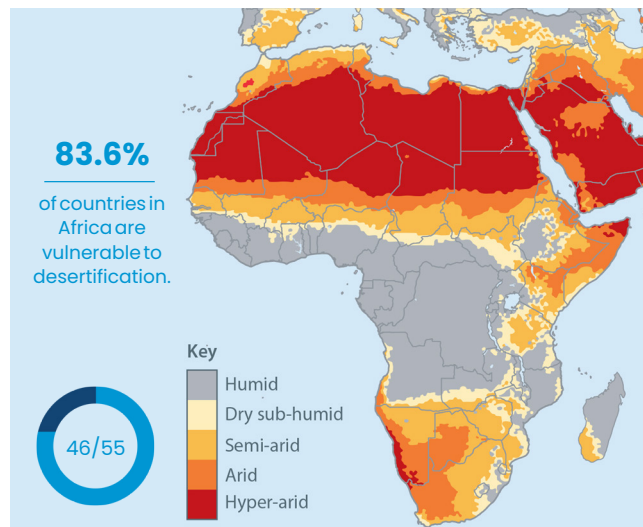 83.6%
of countries in
Africa are
vulnerable to
desertification.
46/55
Key
Humid
Dry sub-humid
Semi-arid
Arid
Hyper-arid